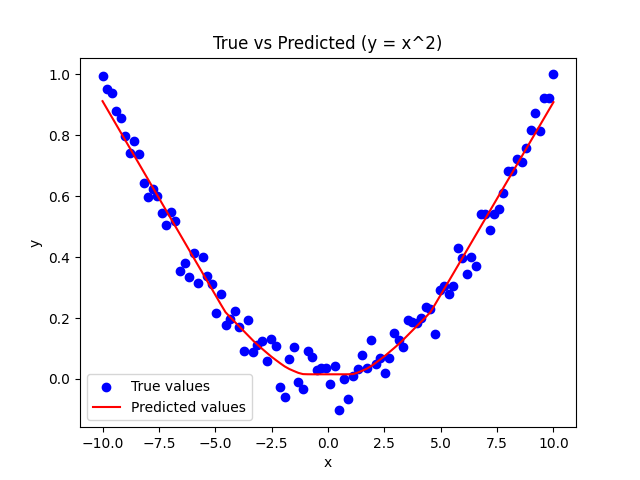 True vs Predicted (y = x^2)
1.0
0.8
0.6
0.4
0.2
0.0
y
True values
Predicted values
−10.0 −7.5 −5.0 −2.5 0.0 2.5 5.0 7.5 10.0
x